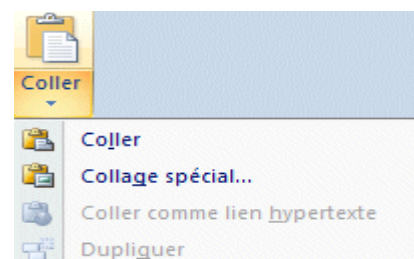 Coller
Coller
Collage spécial...
Coller comme lien hypertexte
Dupliquer